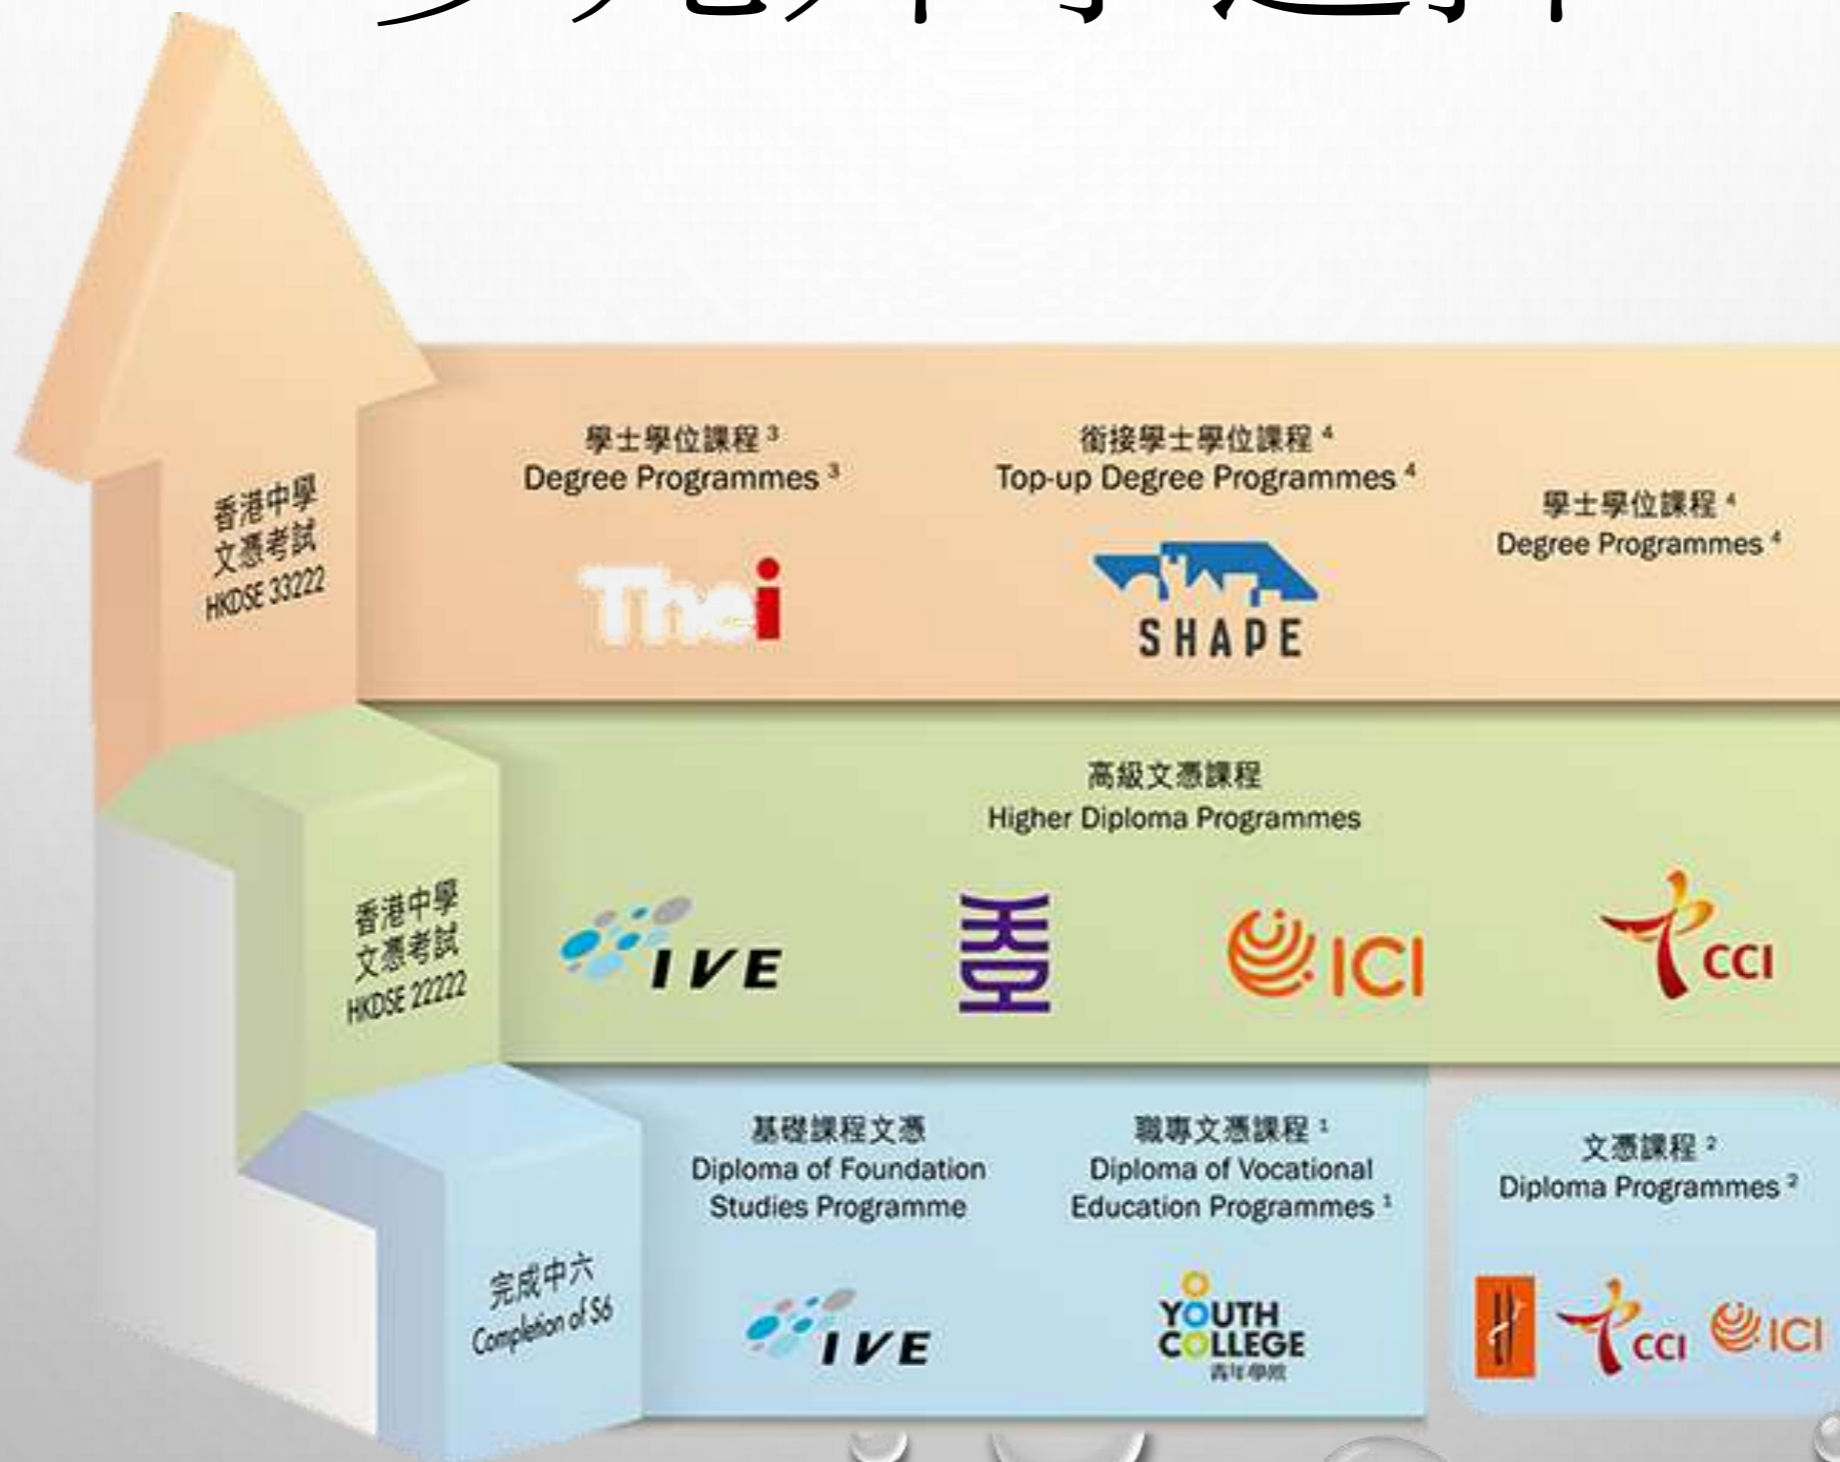 香港中學
文憑考試
HKDSE 33222
學士學位課程 ³
Degree Programmes ³
Thei
銜接學士學位課程 ⁴
Top-up Degree Programmes ⁴
SHAPE
學士學位課程 ⁴
Degree Programmes ⁴
香港中學
文憑考試
HKDSE 22222
高級文憑課程
Higher Diploma Programmes
IVE
HKDI
ICI
CCI
完成中六
Completion of S6
基礎課程文憑
Diploma of Foundation
Studies Programme
IVE
職專文憑課程 ¹
Diploma of Vocational
Education Programmes ¹
YOUTH
COLLEGE
青年學院
文憑課程 ²
Diploma Programmes ²
CCI
ICI